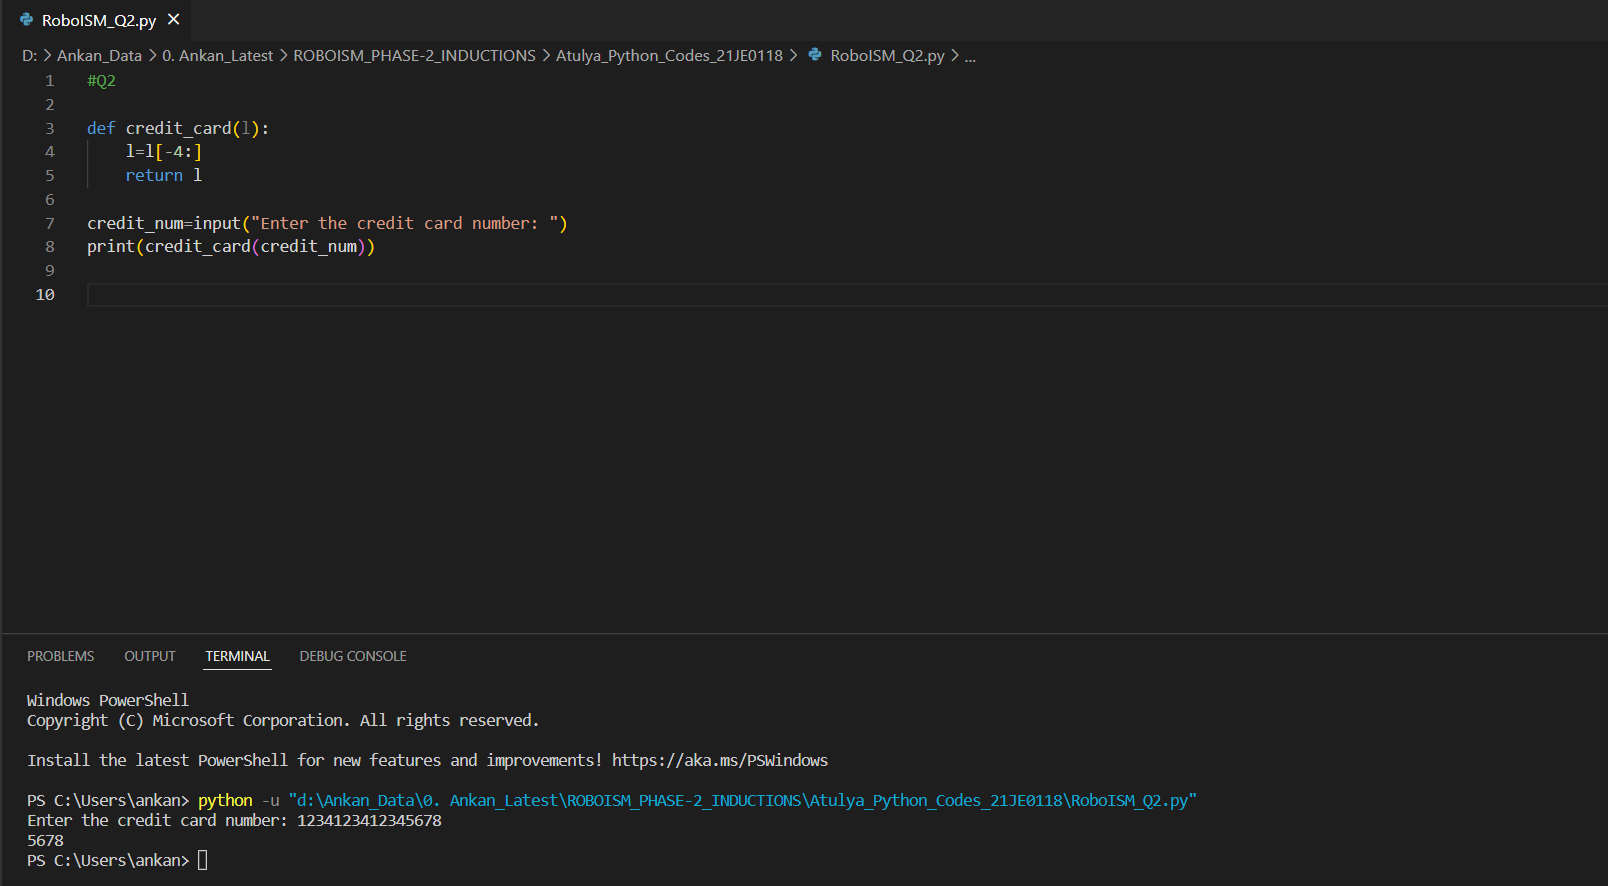 RoboISM_Q2.py ×
D: > Ankan_Data > 0. Ankan_Latest > ROBOISM_PHASE-2_INDUCTIONS > Atulya_Python_Codes_21JE0118 > RoboISM_Q2.py > ...
1 #Q2
2
3 def credit_card(l):
4     l=l[-4:]
5     return l
6
7 credit_num=input("Enter the credit card number: ")
8 print(credit_card(credit_num))
9
10
PROBLEMS OUTPUT TERMINAL DEBUG CONSOLE
Windows PowerShell
Copyright (C) Microsoft Corporation. All rights reserved.
Install the latest PowerShell for new features and improvements! https://aka.ms/PSWindows
PS C:\Users\ankan> python -u "d:\Ankan_Data\0. Ankan_Latest\ROBOISM_PHASE-2_INDUCTIONS\Atulya_Python_Codes_21JE0118\RoboISM_Q2.py"
Enter the credit card number: 1234123412345678
5678
PS C:\Users\ankan>